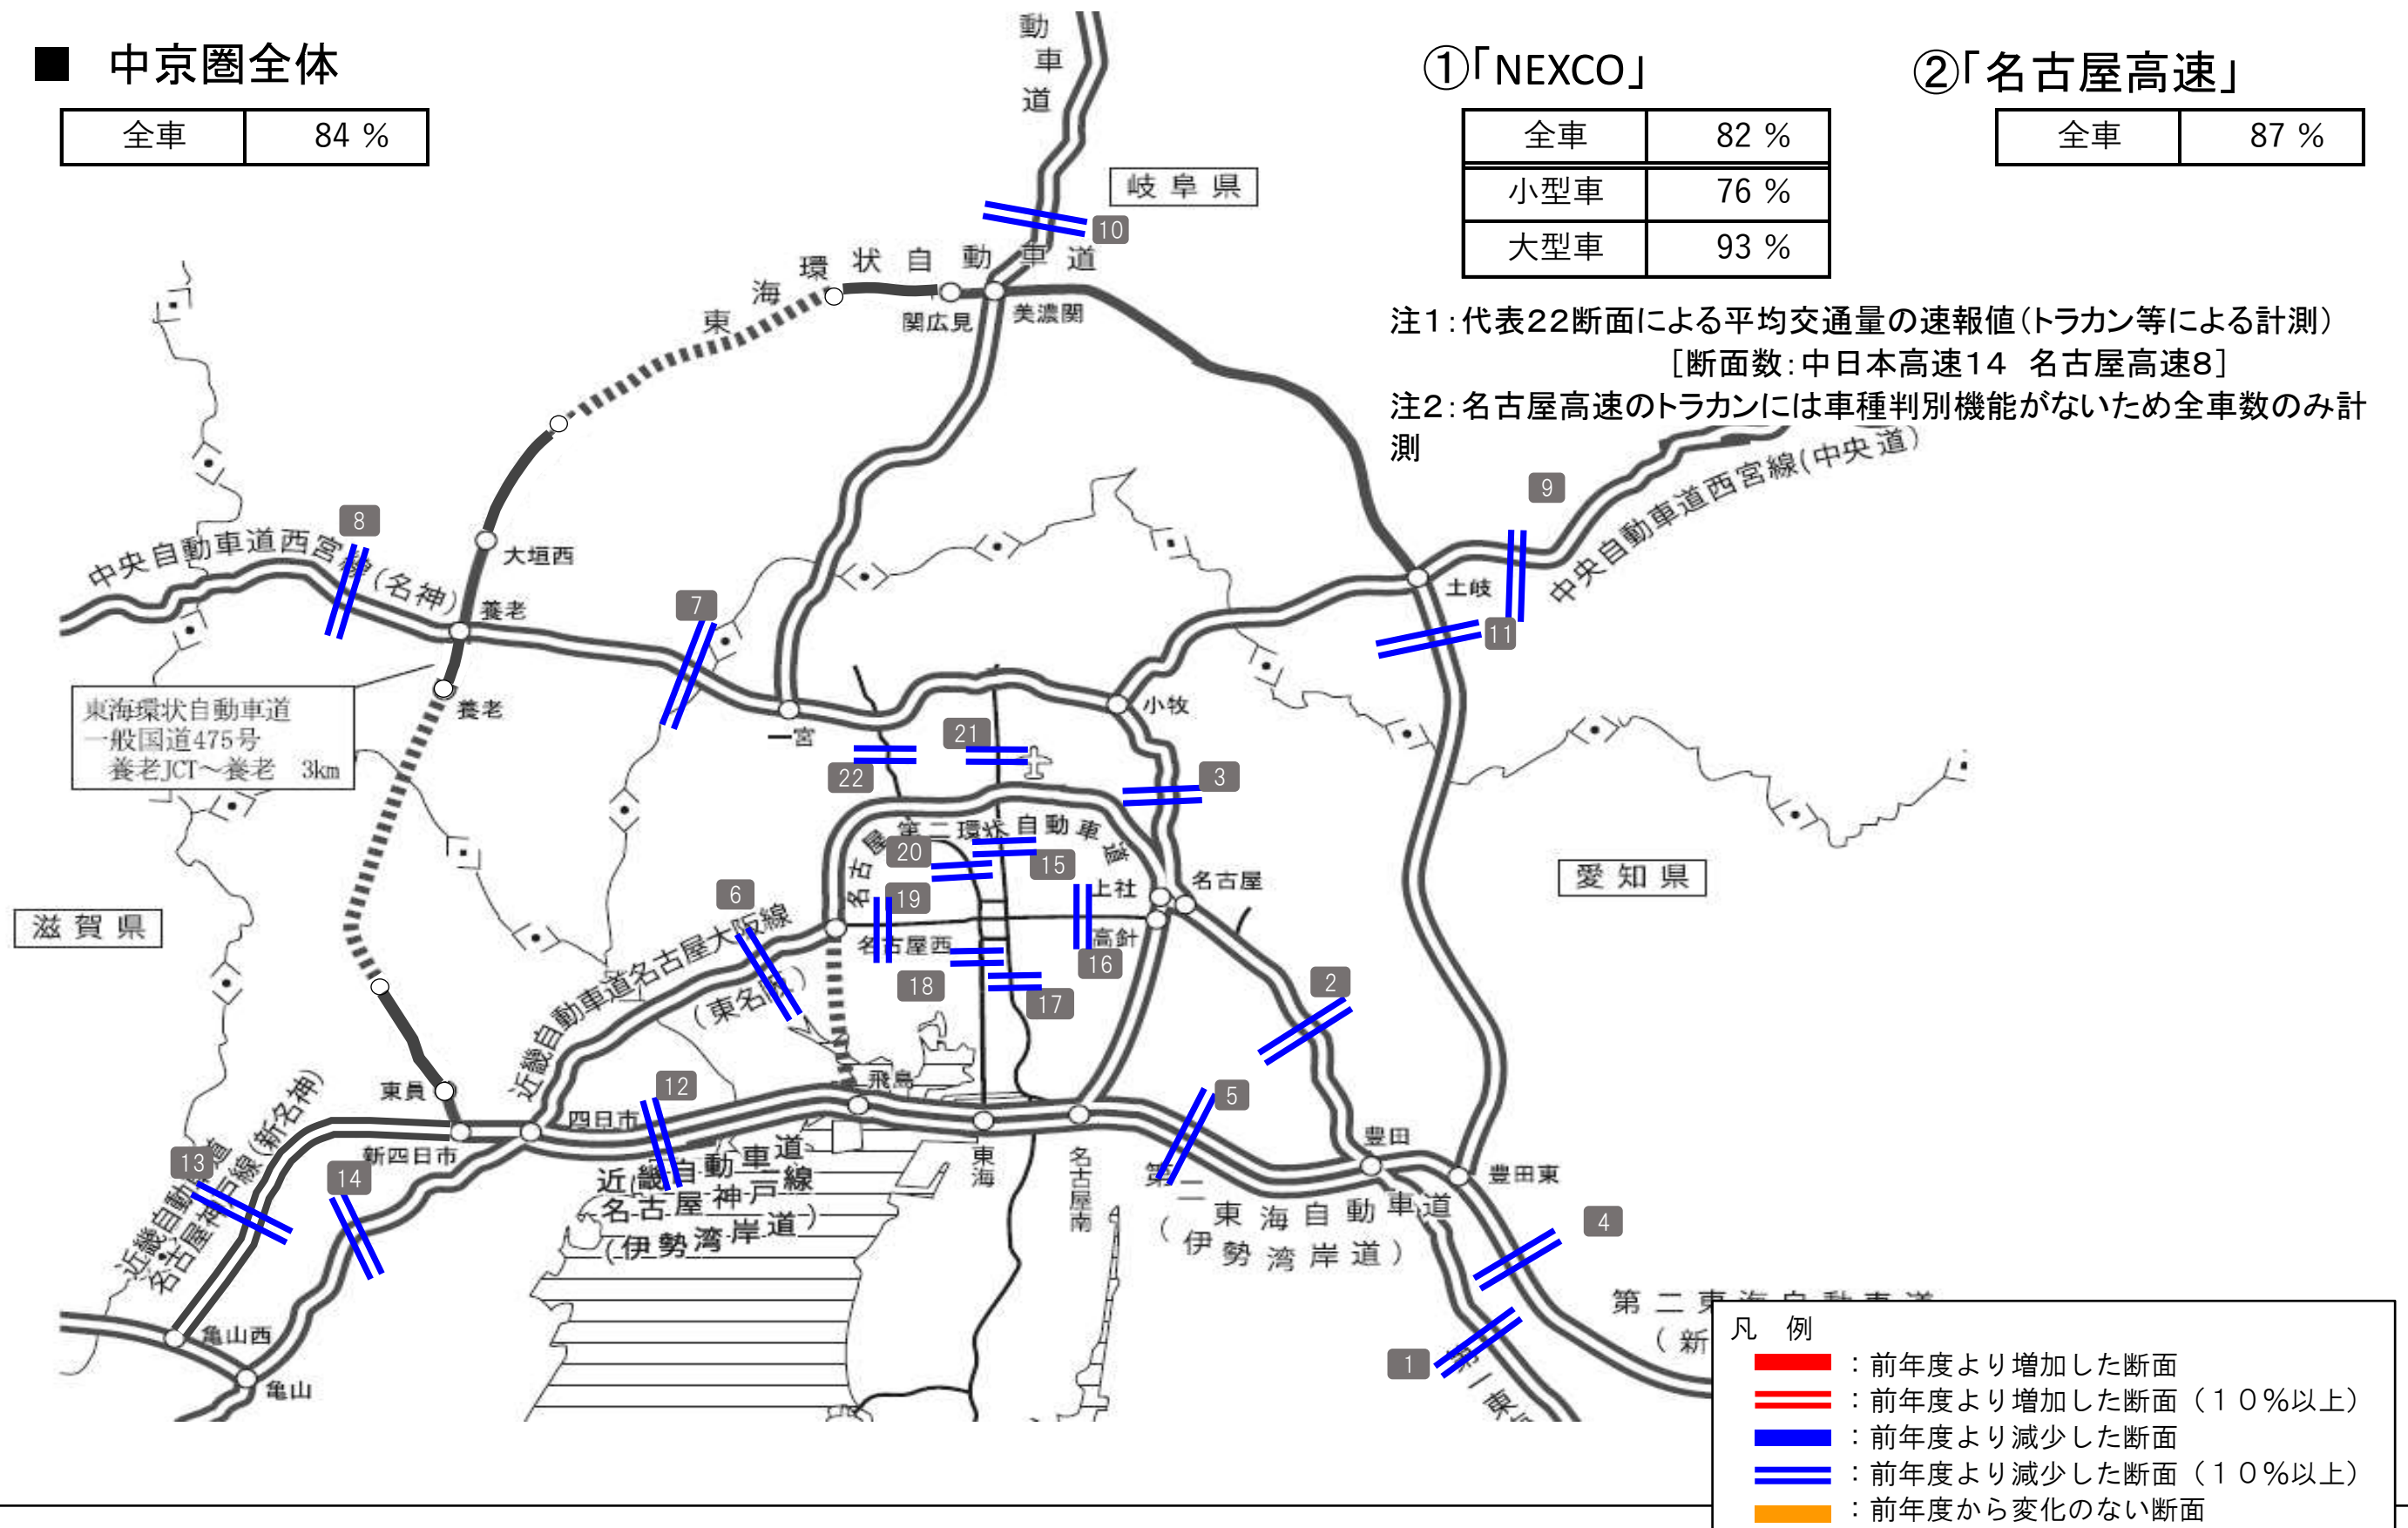 ■ 中京圏全体
全車 84 %
①「NEXCO」
全車 82 %
小型車 76 %
大型車 93 %
②「名古屋高速」
全車 87 %
注1：代表22断面による平均交通量の速報値（トラカン等による計測）
［断面数：中日本高速14　名古屋高速8］
注2：名古屋高速のトラカンには車種判別機能がないため全車数のみ計
測
動車道
岐阜県
10
東海環状自動車道
関広見
美濃関
9
中央自動車道西宮線(中央道)
8
中央自動車道西宮線(名神)
大垣西
養老
7
土岐
11
東海環状自動車道
一般国道475号
養老JCT～養老　3km
養老
一宮
小牧
21
22
3
名古屋第二環状自動車道
20
15
上社
名古屋
愛知県
19
6
滋賀県
名古屋西
高針
16
近畿自動車道名古屋大阪線
(東名阪)
18
17
2
東員
飛島
12
5
四日市
新四日市
13
14
近畿自動車道
名古屋神戸線(新名神)
近畿自動車道
名古屋神戸線
(伊勢湾岸道)
東海
名古屋南
豊田
豊田東
第二東海自動車道
(伊勢湾岸道)
4
亀山西
亀山
1
第一東
第二東海自動車道
(新
凡　例
：前年度より増加した断面
：前年度より増加した断面（１０％以上）
：前年度より減少した断面
：前年度より減少した断面（１０％以上）
：前年度から変化のない断面